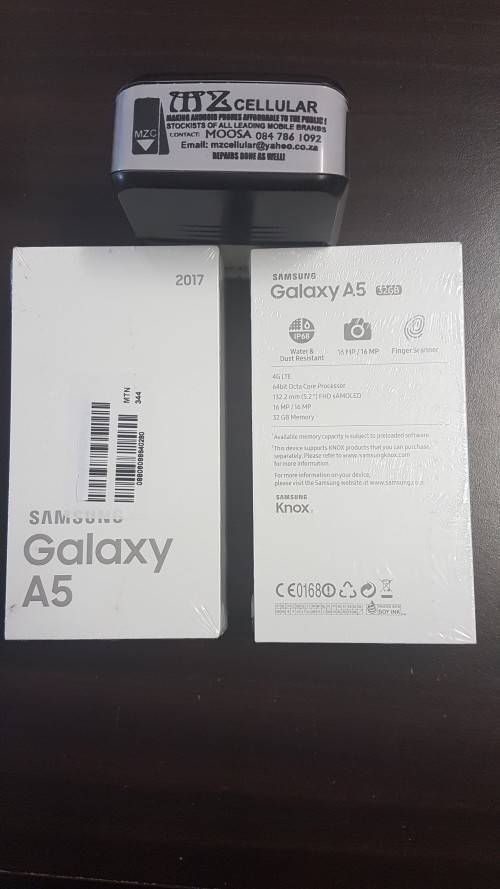 MZ CELLULAR
MAKING ANDROID PHONES AFFORDABLE TO THE PUBLIC !
STOCKISTS OF ALL LEADING MOBILE BRANDS
MZC
CONTACT: MOOSA 084 786 1092
Email: mzcellular@yahoo.co.za
REPAIRS DONE AS WELL!
2017
MTN
344
SAMSUNG
Galaxy
A5
SAMSUNG
Galaxy A5 32GB
IP68
Water &
Dust Resistant
16 MP / 16 MP
Finger Scanner
4G LTE
64bit Octa Core Processor
132.2 mm (5.2") FHD sAMOLED
16 MP / 16 MP
32 GB Memory
Available memory capacity is subject to preloaded software.
This device supports KNOX products that you can purchase
separately. Please refer to www.samsungknox.com
for more information.
For more information on your device,
please visit the Samsung website at www.samsung.com
SAMSUNG
Knox
CE0168
SOY INK